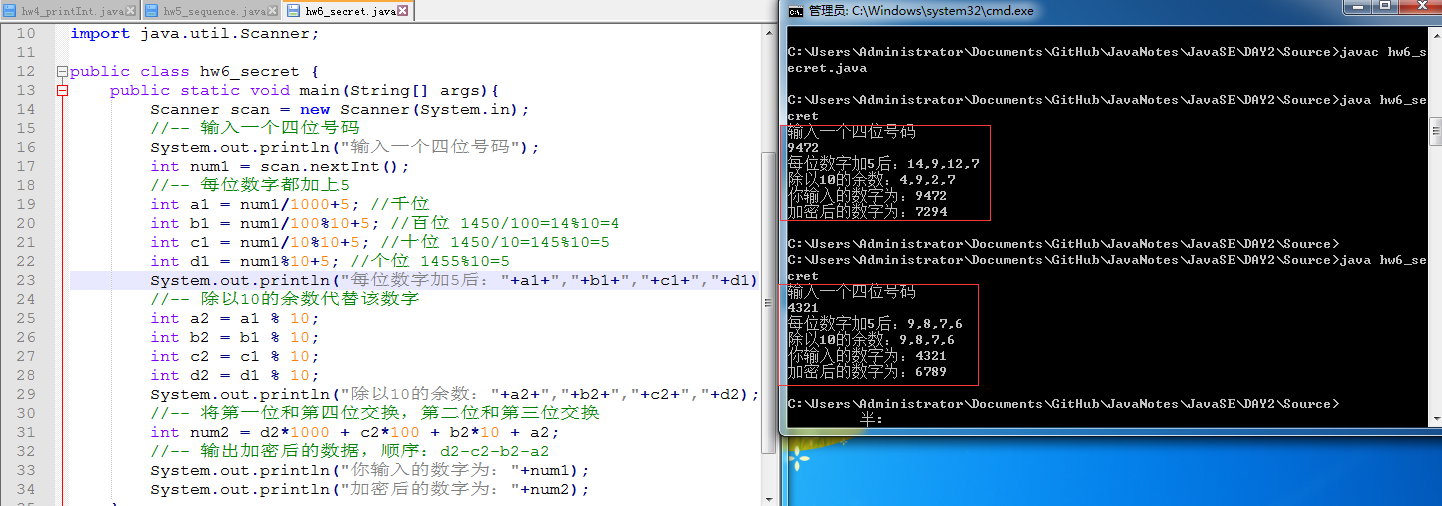 hw4_printInt.java
hw5_sequence.java
hw6_secret.java
10 import java.util.Scanner;
11
12 public class hw6_secret {
13 public static void main(String[] args){
14 Scanner scan = new Scanner(System.in);
15 //-- 输入一个四位号码
16 System.out.println("输入一个四位号码");
17 int num1 = scan.nextInt();
18 //-- 每位数字都加上5
19 int a1 = num1/1000+5; //千位
20 int b1 = num1/100%10+5; //百位 1450/100=14%10=4
21 int c1 = num1/10%10+5; //十位 1450/10=145%10=5
22 int d1 = num1%10+5; //个位 1455%10=5
23 System.out.println("每位数字加5后："+a1+","+b1+","+c1+","+d1)
24 //-- 除以10的余数代替该数字
25 int a2 = a1 % 10;
26 int b2 = b1 % 10;
27 int c2 = c1 % 10;
28 int d2 = d1 % 10;
29 System.out.println("除以10的余数："+a2+","+b2+","+c2+","+d2);
30 //-- 将第一位和第四位交换，第二位和第三位交换
31 int num2 = d2*1000 + c2*100 + b2*10 + a2;
32 //-- 输出加密后的数据，顺序：d2-c2-b2-a2
33 System.out.println("你输入的数字为："+num1);
34 System.out.println("加密后的数字为："+num2);
管理员: C:\Windows\system32\cmd.exe
C:\Users\Administrator\Documents\GitHub\JavaNotes\JavaSE\DAY2\Source>javac hw6_s
ecret.java
C:\Users\Administrator\Documents\GitHub\JavaNotes\JavaSE\DAY2\Source>java hw6_se
cret
输入一个四位号码
9472
每位数字加5后：14,9,12,7
除以10的余数：4,9,2,7
你输入的数字为：9472
加密后的数字为：7294
C:\Users\Administrator\Documents\GitHub\JavaNotes\JavaSE\DAY2\Source>
C:\Users\Administrator\Documents\GitHub\JavaNotes\JavaSE\DAY2\Source>java hw6_se
cret
输入一个四位号码
4321
每位数字加5后：9,8,7,6
除以10的余数：9,8,7,6
你输入的数字为：4321
加密后的数字为：6789
C:\Users\Administrator\Documents\GitHub\JavaNotes\JavaSE\DAY2\Source>
半: